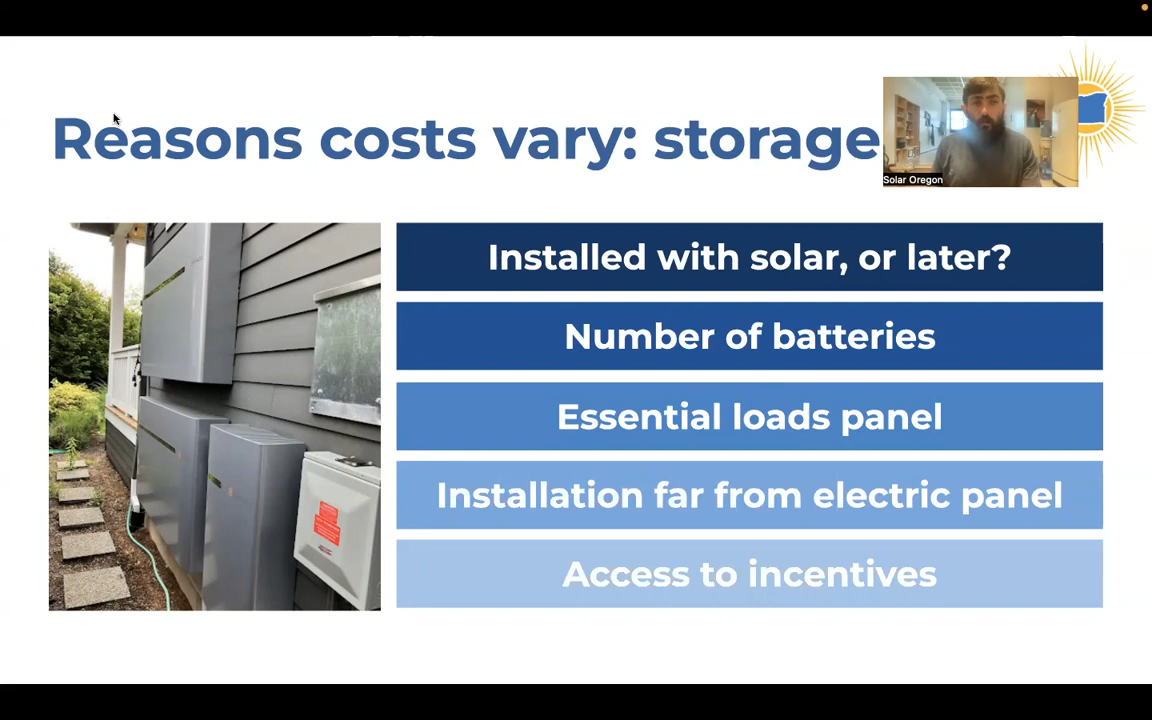 Reasons costs vary: storage
Solar Oregon
Installed with solar, or later?
Number of batteries
Essential loads panel
Installation far from electric panel
Access to incentives